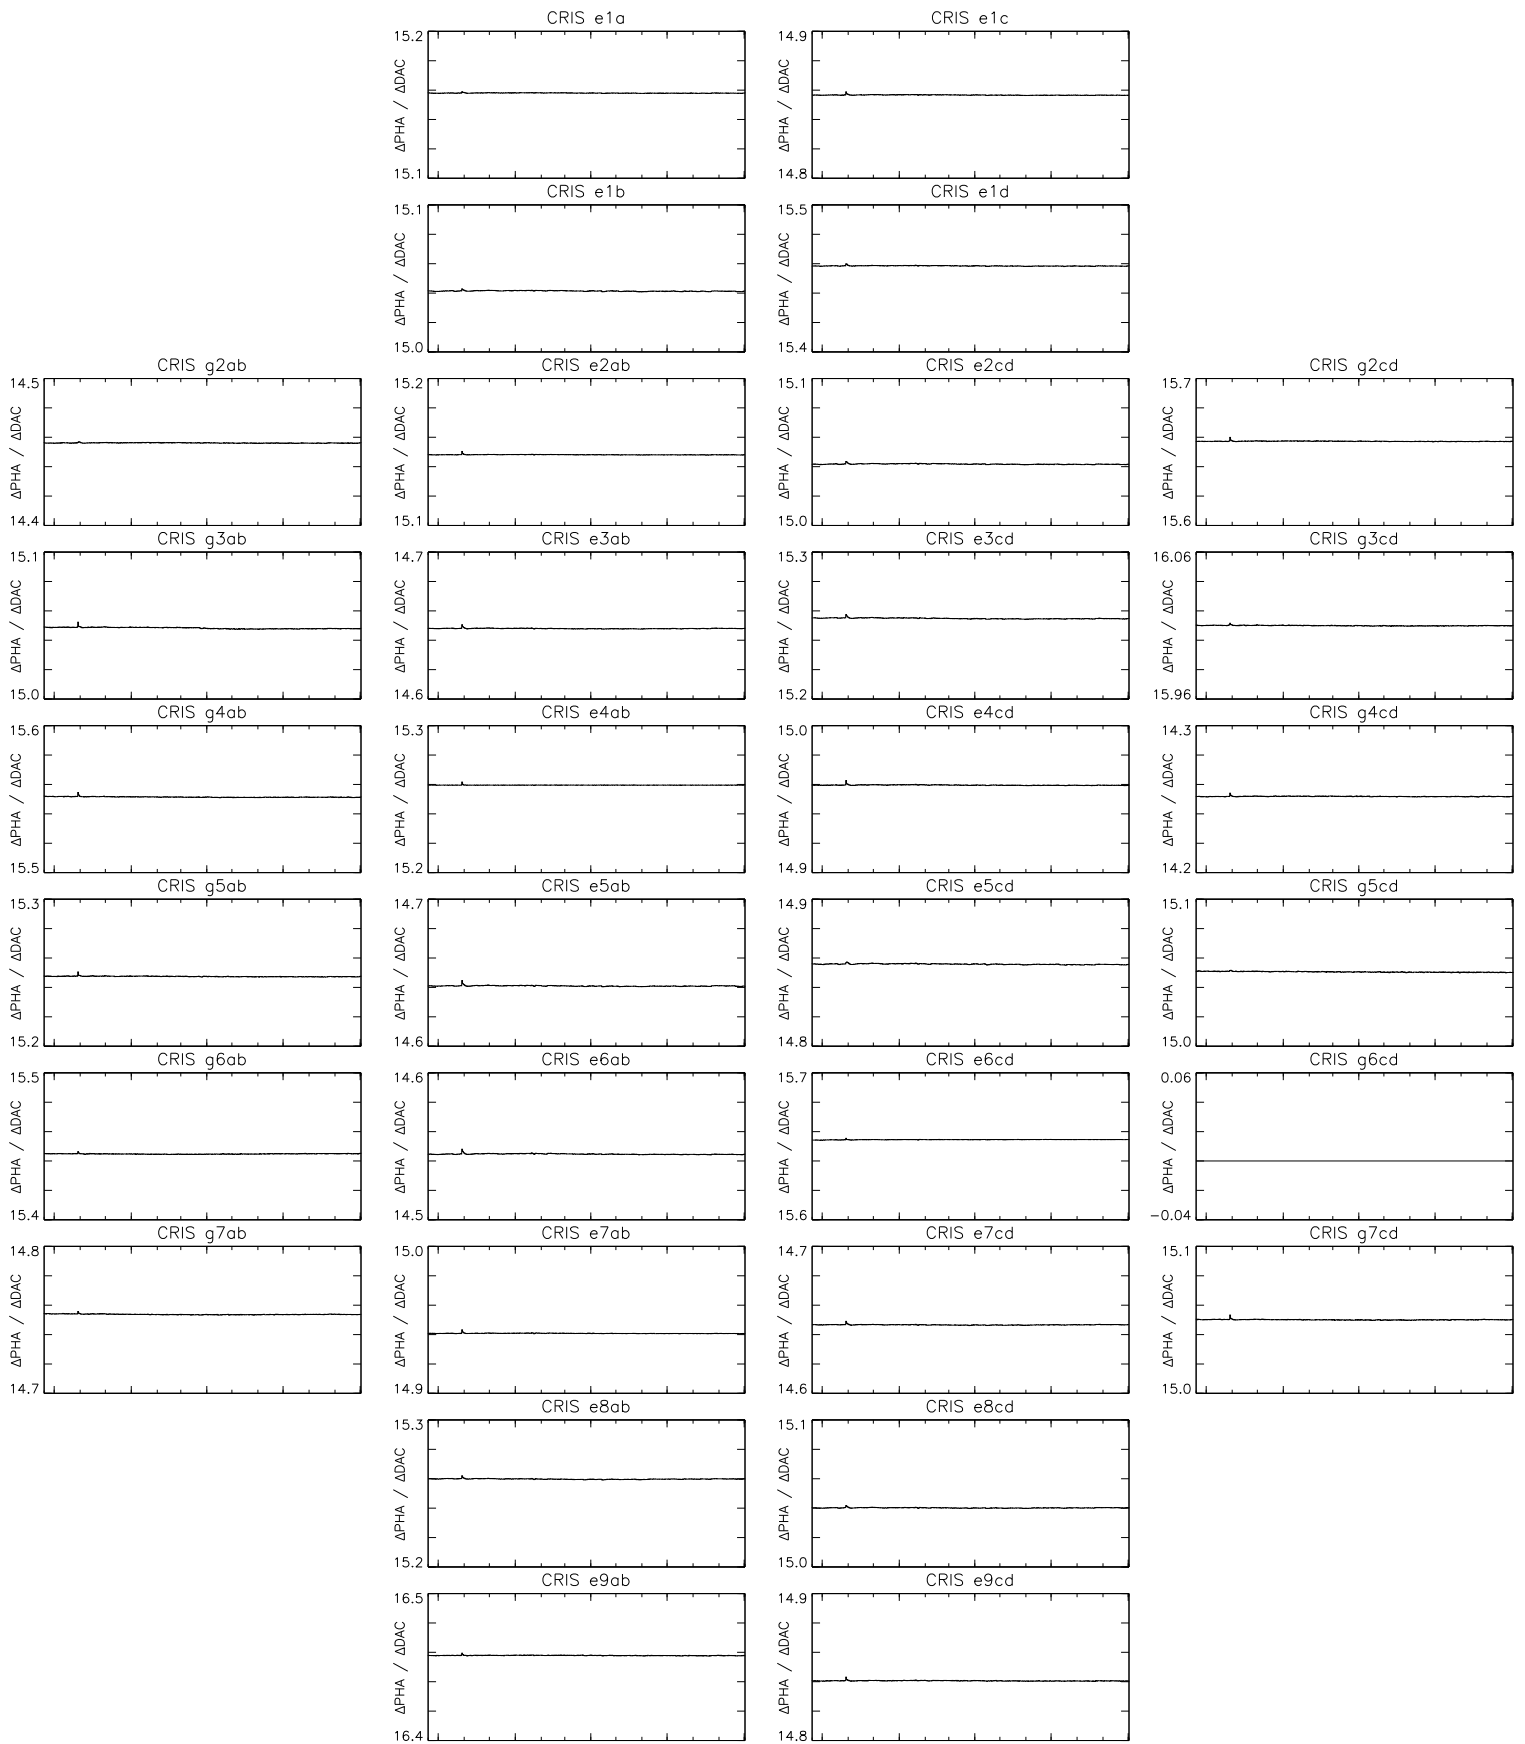 CRIS e1a
CRIS e1c
15.2
ΔPHA / ΔDAC
15.1
14.9
ΔPHA / ΔDAC
14.8
CRIS e1b
CRIS e1d
15.1
ΔPHA / ΔDAC
15.0
15.5
ΔPHA / ΔDAC
15.4
CRIS g2ab
CRIS e2ab
CRIS e2cd
CRIS g2cd
14.5
ΔPHA / ΔDAC
14.4
15.2
ΔPHA / ΔDAC
15.1
15.1
ΔPHA / ΔDAC
15.0
15.7
ΔPHA / ΔDAC
15.6
CRIS g3ab
CRIS e3ab
CRIS e3cd
CRIS g3cd
15.1
ΔPHA / ΔDAC
15.0
14.7
ΔPHA / ΔDAC
14.6
15.3
ΔPHA / ΔDAC
15.2
16.06
ΔPHA / ΔDAC
15.96
CRIS g4ab
CRIS e4ab
CRIS e4cd
CRIS g4cd
15.6
ΔPHA / ΔDAC
15.5
15.3
ΔPHA / ΔDAC
15.2
15.0
ΔPHA / ΔDAC
14.9
14.3
ΔPHA / ΔDAC
14.2
CRIS g5ab
CRIS e5ab
CRIS e5cd
CRIS g5cd
15.3
ΔPHA / ΔDAC
15.2
14.7
ΔPHA / ΔDAC
14.6
14.9
ΔPHA / ΔDAC
14.8
15.1
ΔPHA / ΔDAC
15.0
CRIS g6ab
CRIS e6ab
CRIS e6cd
CRIS g6cd
15.5
ΔPHA / ΔDAC
15.4
14.6
ΔPHA / ΔDAC
14.5
15.7
ΔPHA / ΔDAC
15.6
0.06
ΔPHA / ΔDAC
−0.04
CRIS g7ab
CRIS e7ab
CRIS e7cd
CRIS g7cd
14.8
ΔPHA / ΔDAC
14.7
15.0
ΔPHA / ΔDAC
14.9
14.7
ΔPHA / ΔDAC
14.6
15.1
ΔPHA / ΔDAC
15.0
CRIS e8ab
CRIS e8cd
15.3
ΔPHA / ΔDAC
15.2
15.1
ΔPHA / ΔDAC
15.0
CRIS e9ab
CRIS e9cd
16.5
ΔPHA / ΔDAC
16.4
14.9
ΔPHA / ΔDAC
14.8